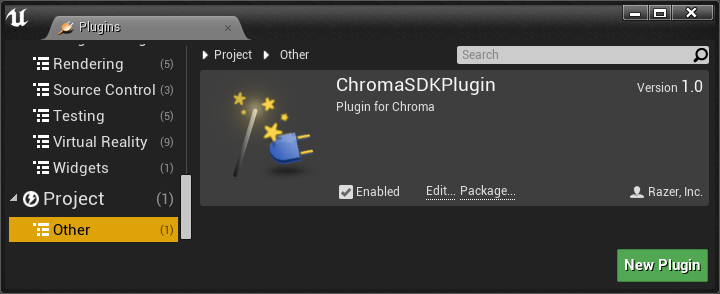 Plugins
Rendering (5)
Source Control (3)
Testing (5)
Virtual Reality (9)
Widgets (1)
Project (1)
Other (1)
Project Other
Search
ChromaSDKPlugin
Version 1.0
Plugin for Chroma
Enabled
Edit... Package...
Razer, Inc.
New Plugin